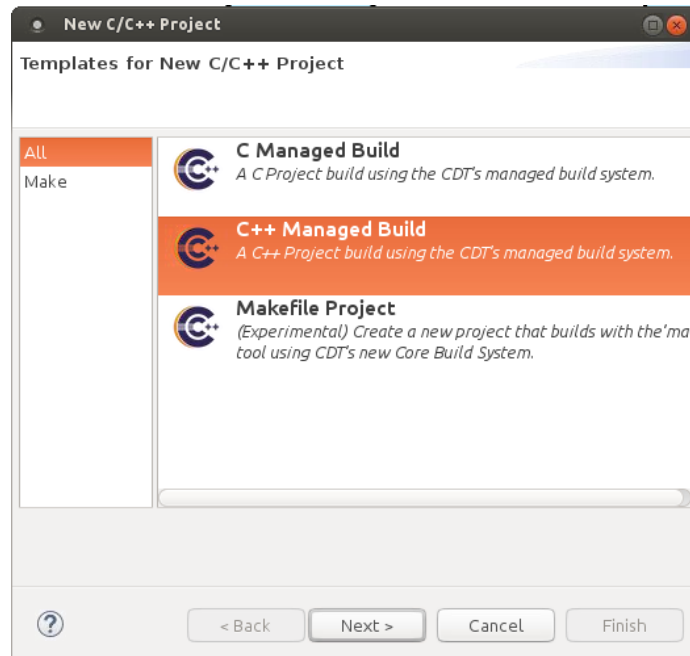 New C/C++ Project
Templates for New C/C++ Project
All
Make
C Managed Build
A C Project build using the CDT's managed build system.
C++ Managed Build
A C++ Project build using the CDT's managed build system.
Makefile Project
(Experimental) Create a new project that builds with the'ma
tool using CDT's new Core Build System.
< Back
Next >
Cancel
Finish